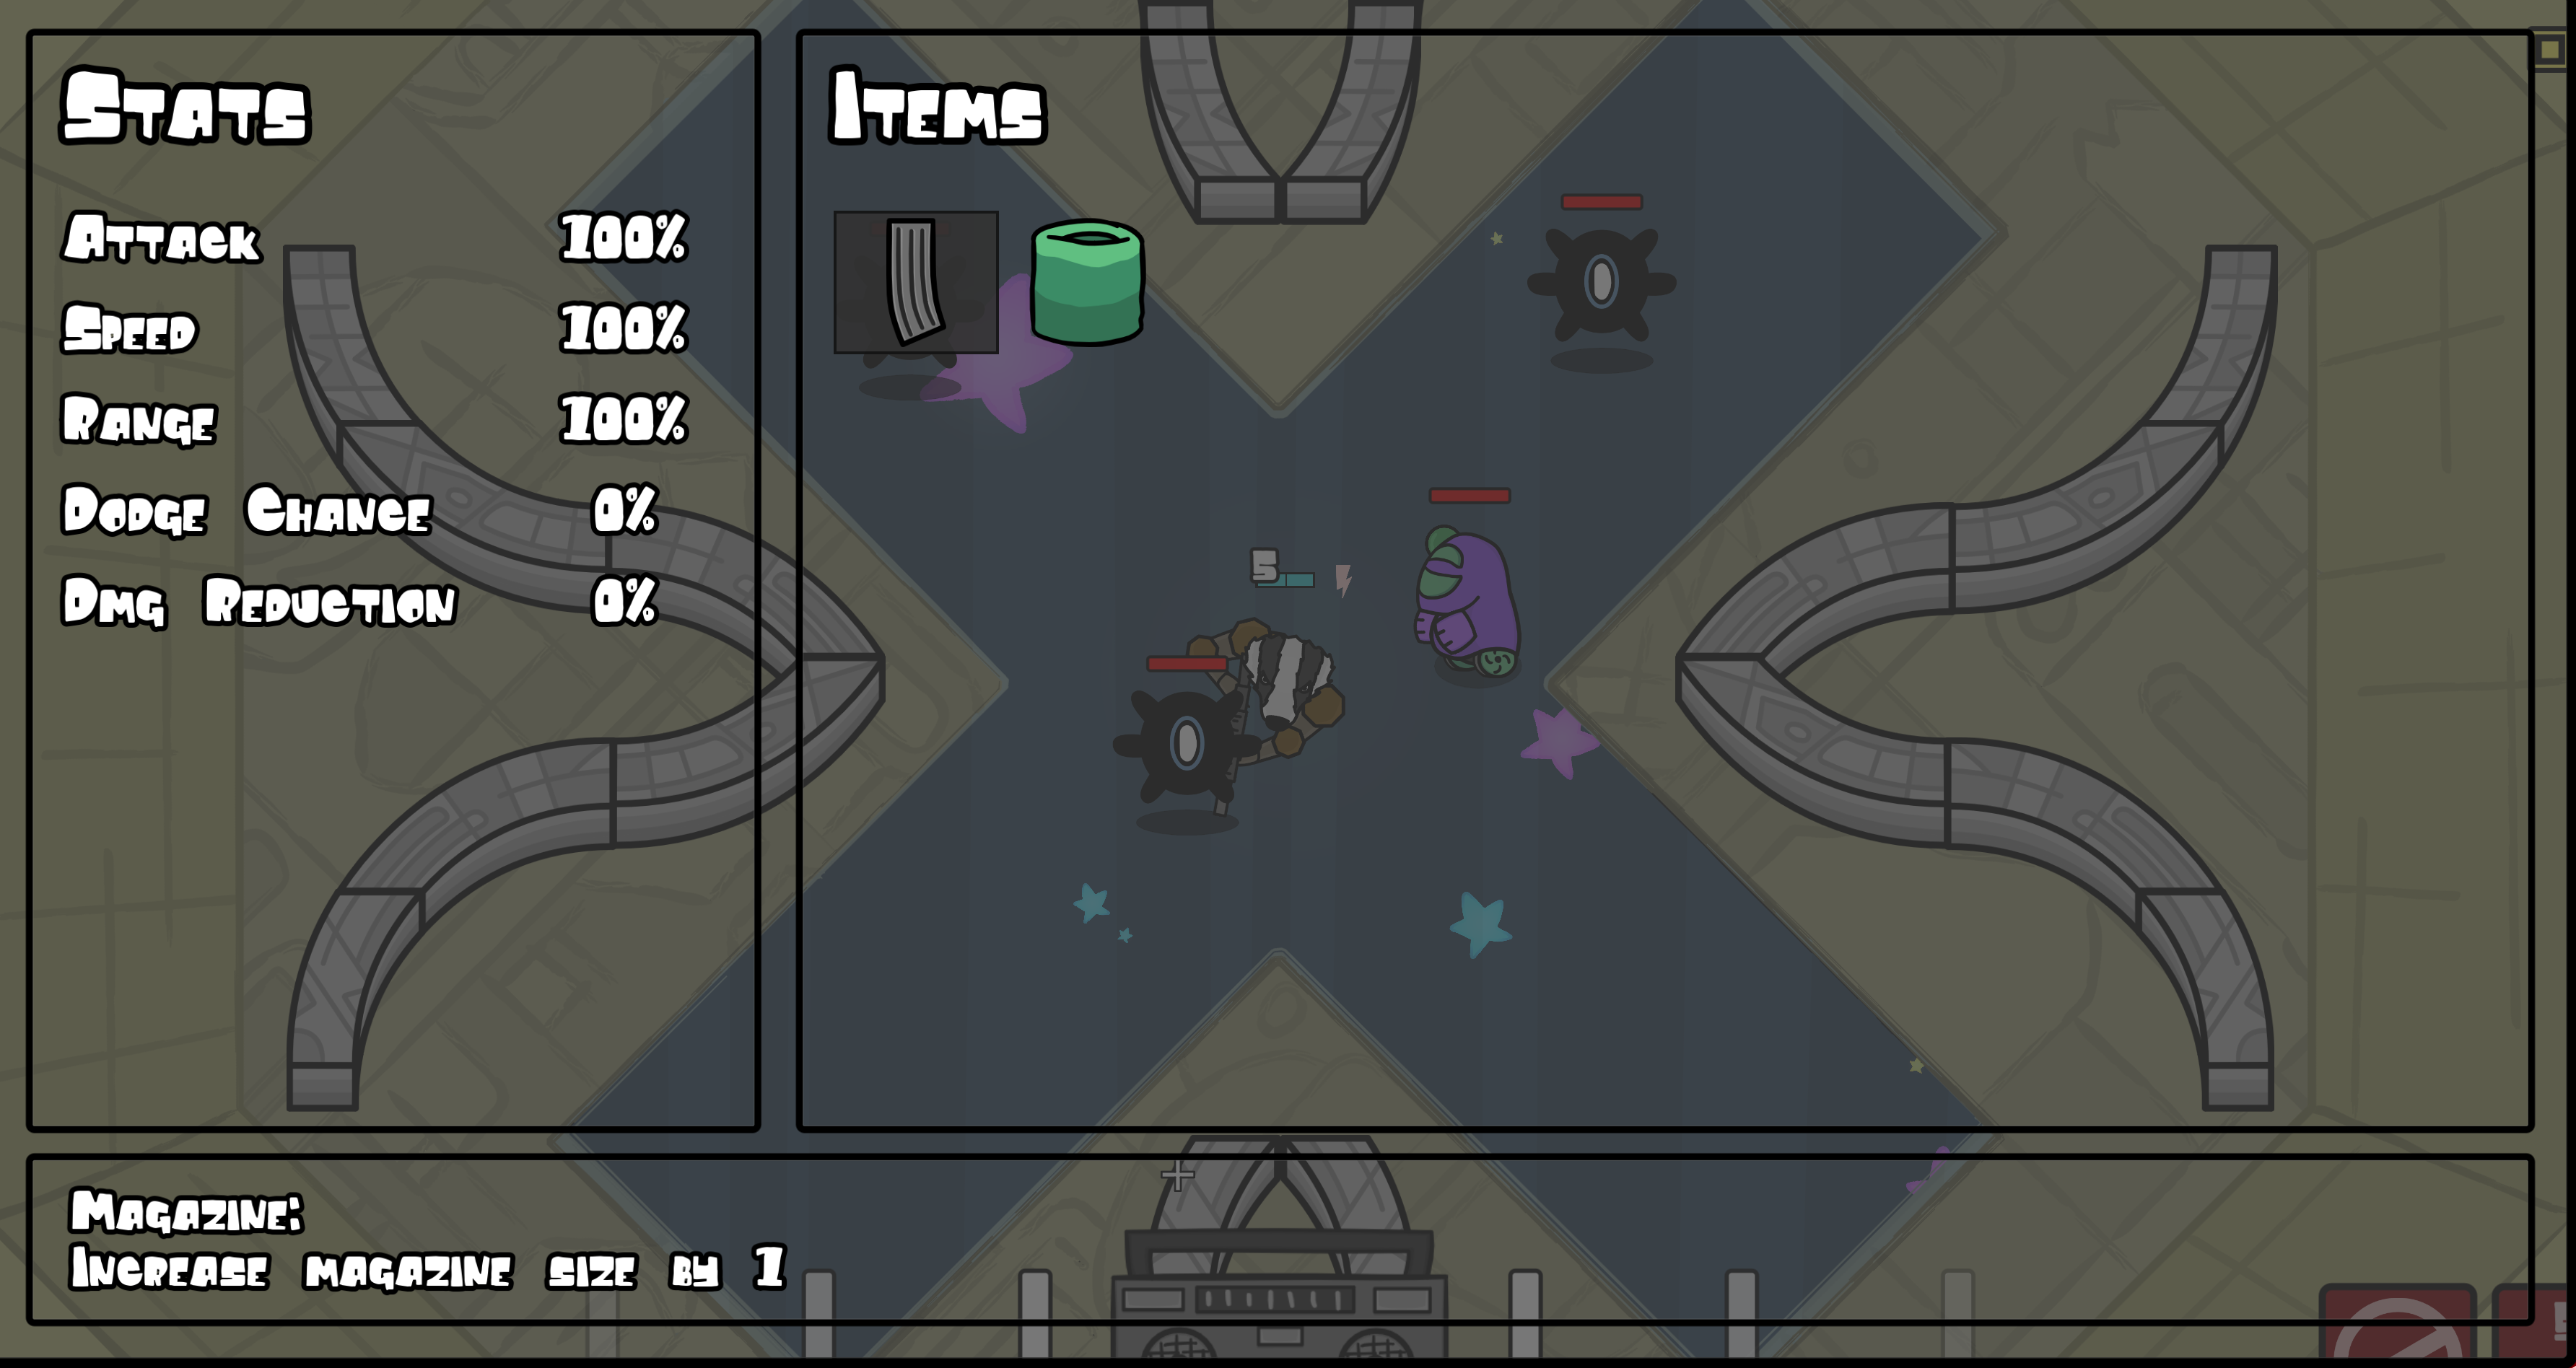 Stats
Attack 100%
Speed 100%
Range 100%
Dodge Chance 0%
Dmg Reduction 0%
Items
5
Magazine:
Increase magazine size by 1